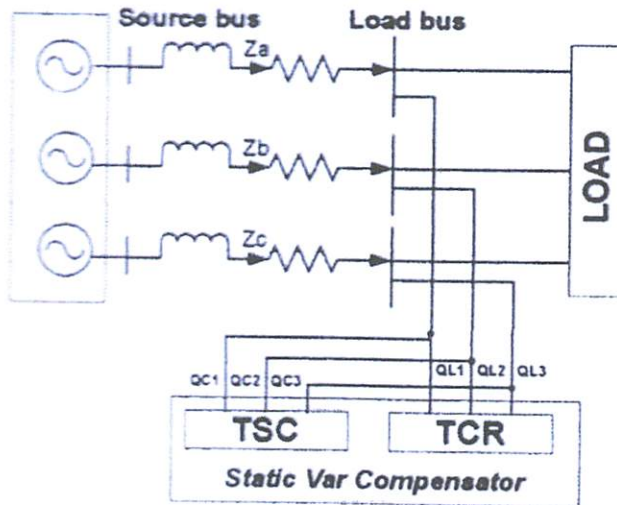 Source bus
Load bus
Za
Zb
Zc
LOAD
QC1 QC2 QC3
QL1 QL2 QL3
TSC
TCR
Static Var Compensator